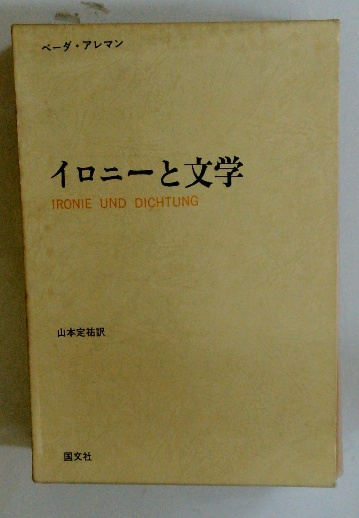 ベーダ・アレマン
イロニーと文学
IRONIE UND DICHTUNG
山本定祐訳
国文社